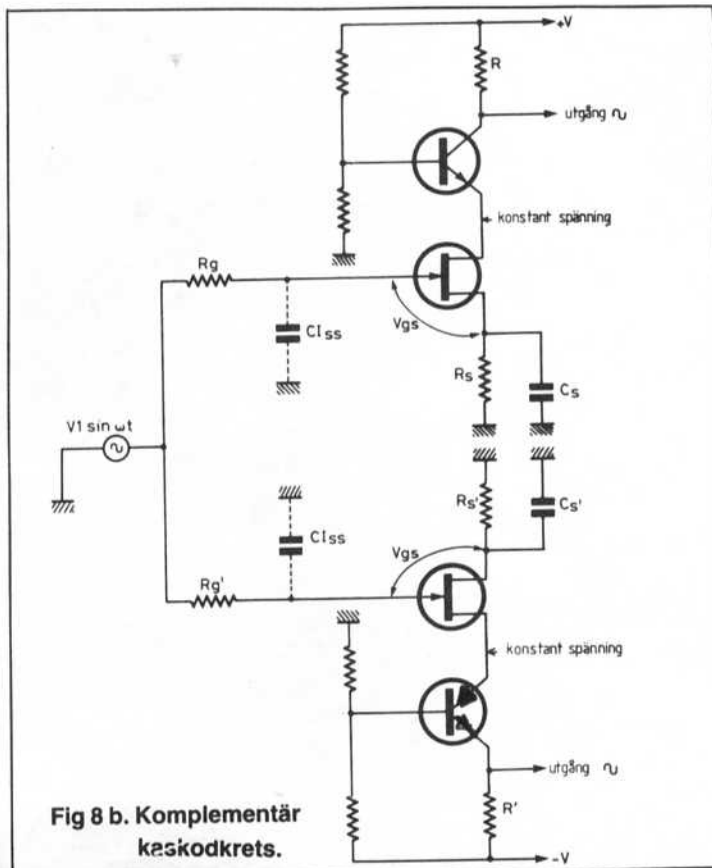 +V
R
utgång ∿
konstant spänning
Rg
CIss
Vgs
Rs
Cs
V1 sin ωt
Rs'
Cs'
CIss
Vgs
Rg'
konstant spänning
utgång ∿
R'
-V
Fig 8 b. Komplementär
kaskodkrets.